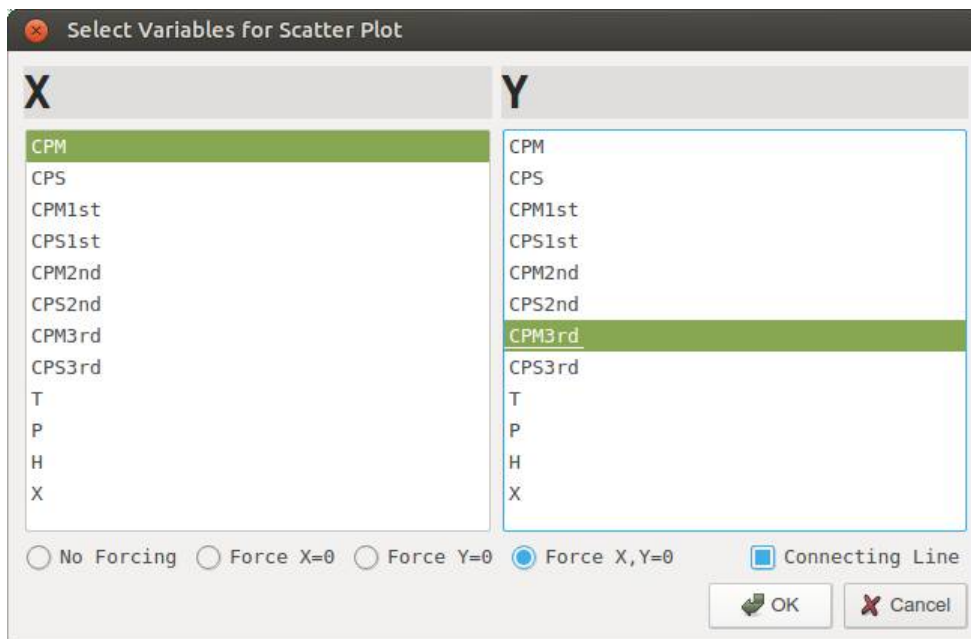 Select Variables for Scatter Plot
X
Y
CPM
CPS
CPM1st
CPS1st
CPM2nd
CPS2nd
CPM3rd
CPS3rd
T
P
H
X
CPM
CPS
CPM1st
CPS1st
CPM2nd
CPS2nd
CPM3rd
CPS3rd
T
P
H
X
No Forcing Force X=0 Force Y=0 Force X,Y=0 Connecting Line
OK Cancel